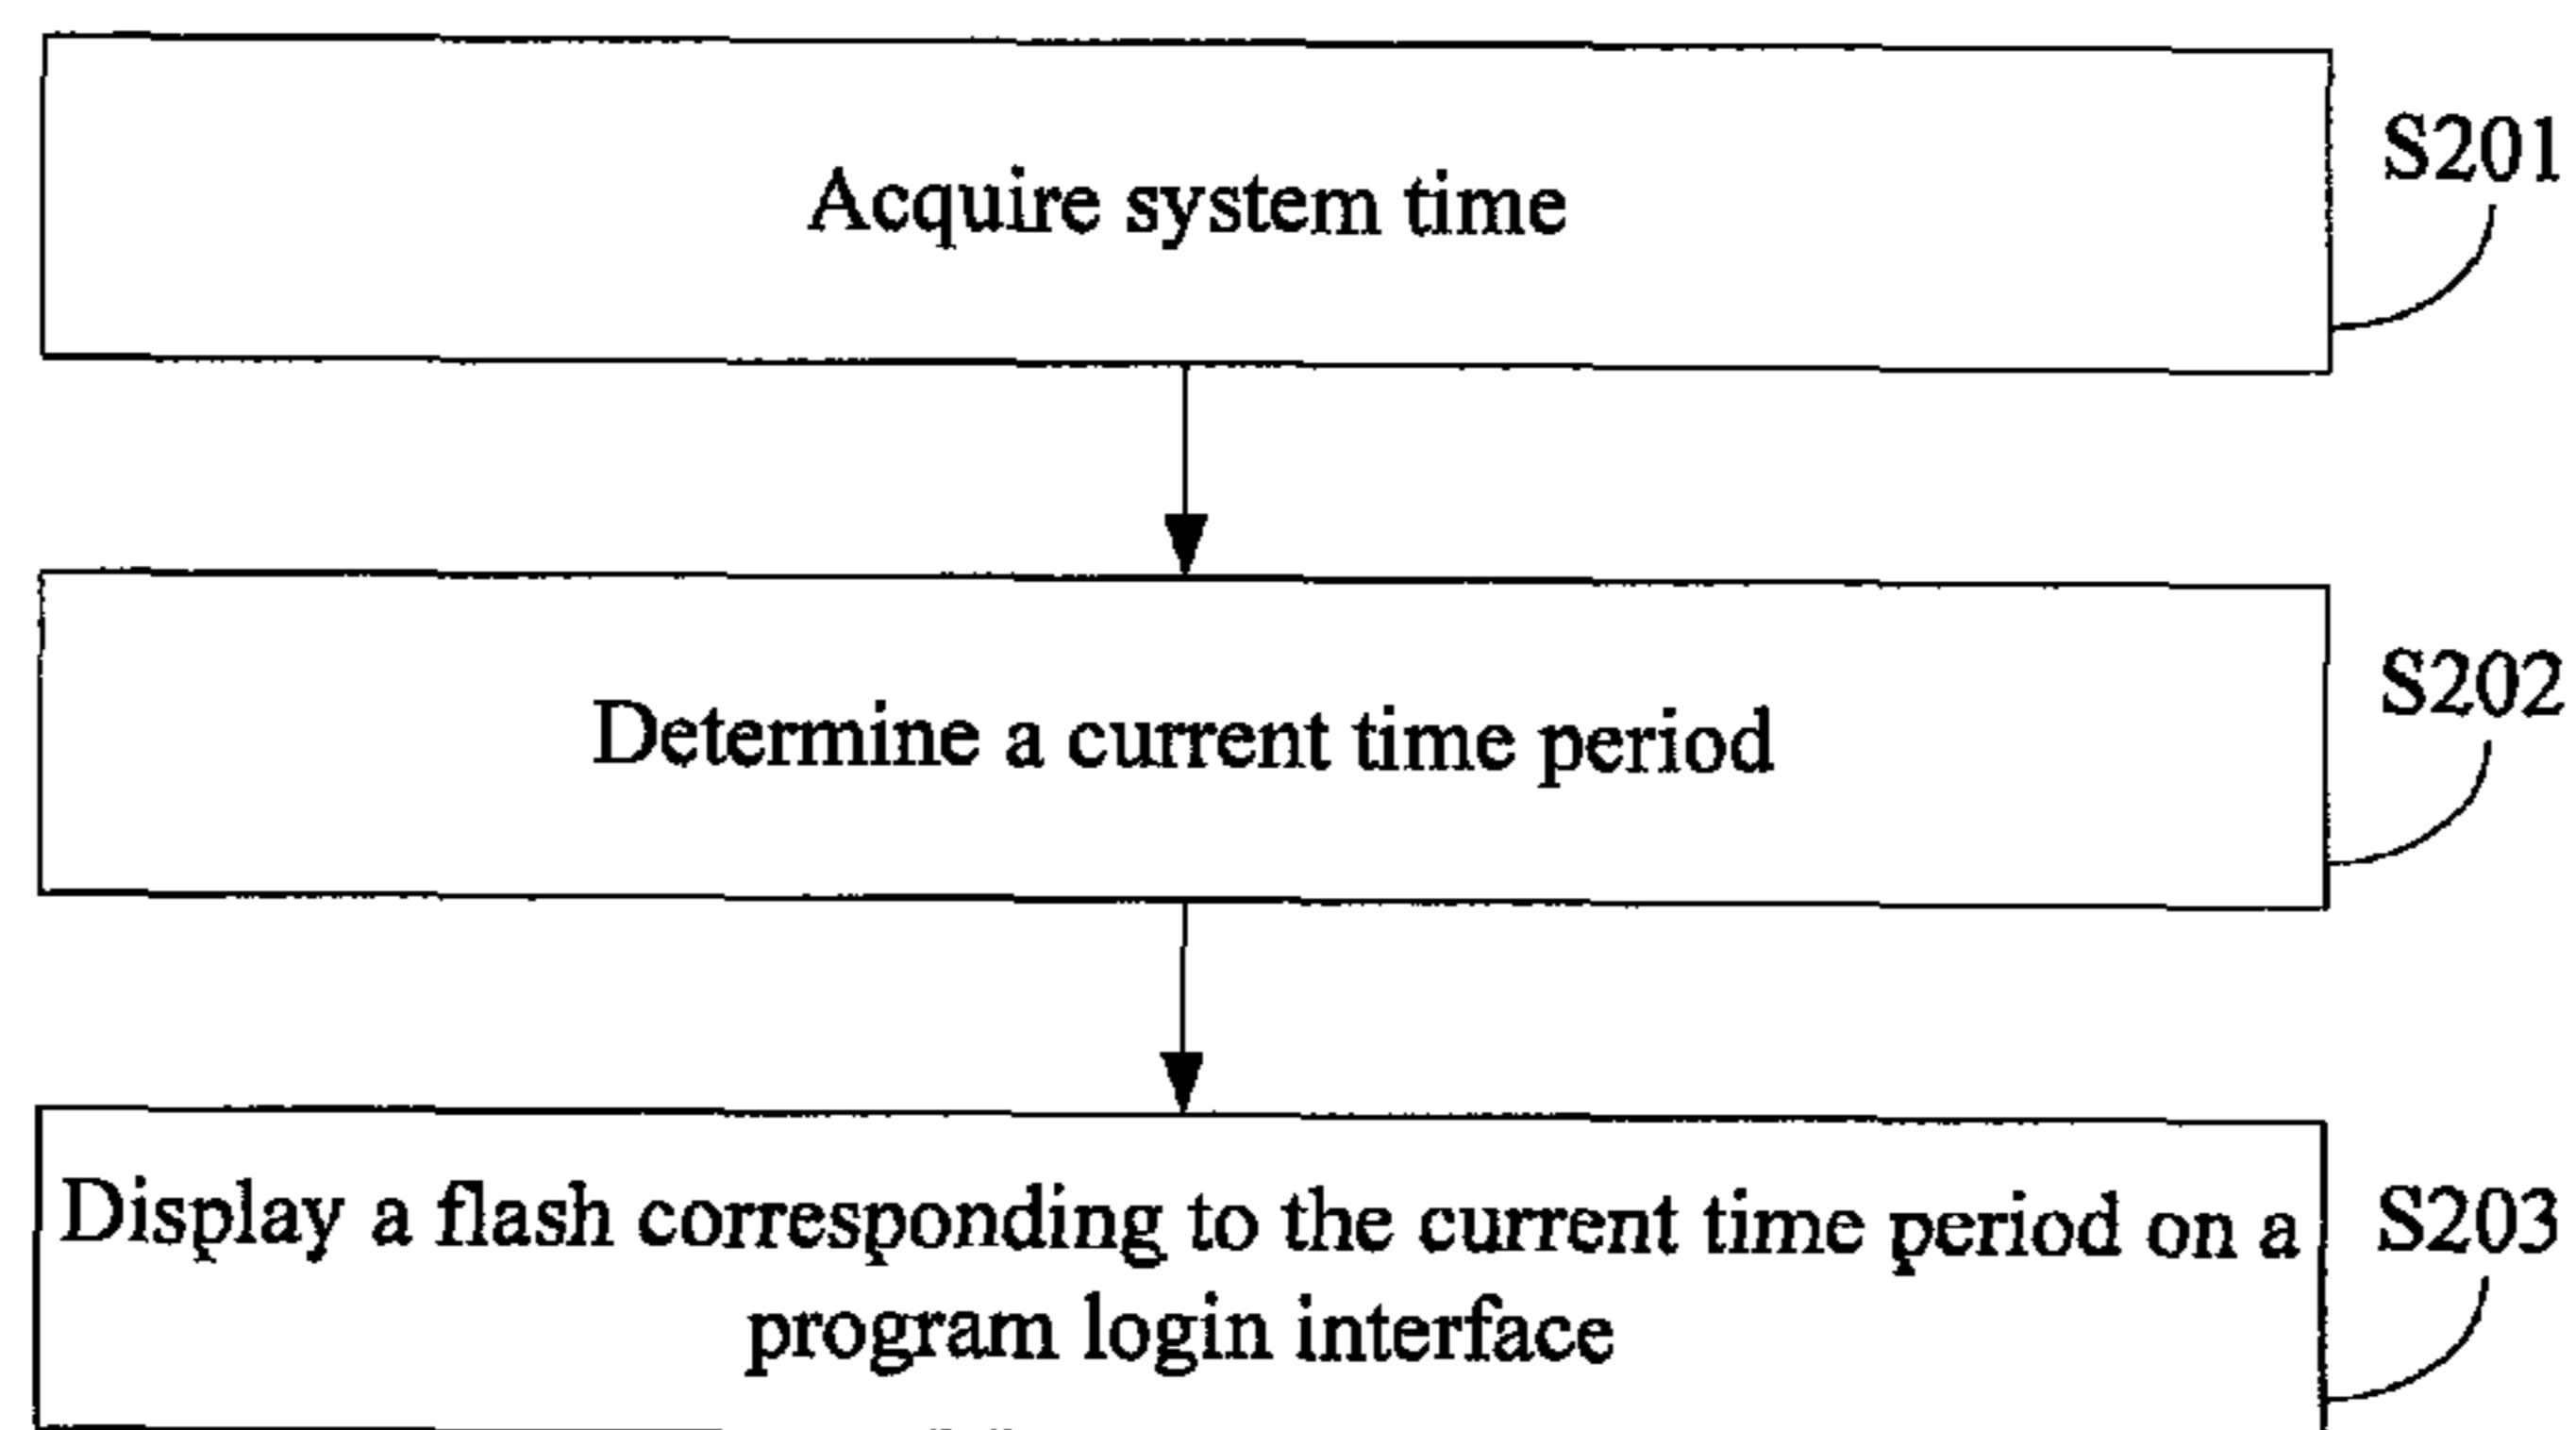 Acquire system time
S201
Determine a current time period
S202
Display a flash corresponding to the current time period on a
program login interface
S203